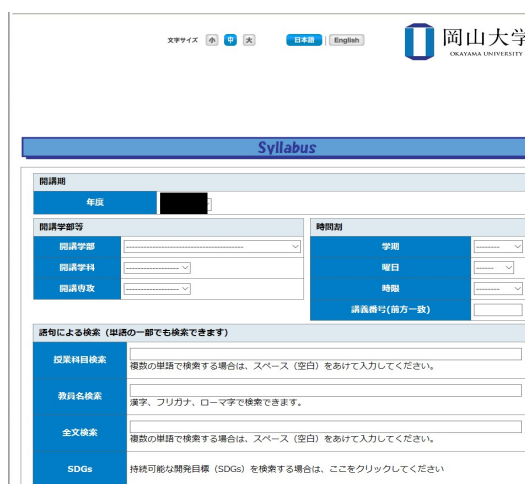 文字サイズ 小 中 大 日本語 | English
岡山大学
OKAYAMA UNIVERSITY
Syllabus
開講期
年度
開講学部等
開講学部 ----------------------------------------
開講学科 ------------------
開講専攻 ------------------
時間割
学期 --------
曜日 ------
時限 --------
講義番号(前方一致)
語句による検索（単語の一部でも検索できます）
授業科目検索
複数の単語で検索する場合は、スペース（空白）をあけて入力してください。
教員名検索
漢字、フリガナ、ローマ字で検索できます。
全文検索
複数の単語で検索する場合は、スペース（空白）をあけて入力してください。
SDGs 持続可能な開発目標（SDGs）を検索する場合は、ここをクリックしてください